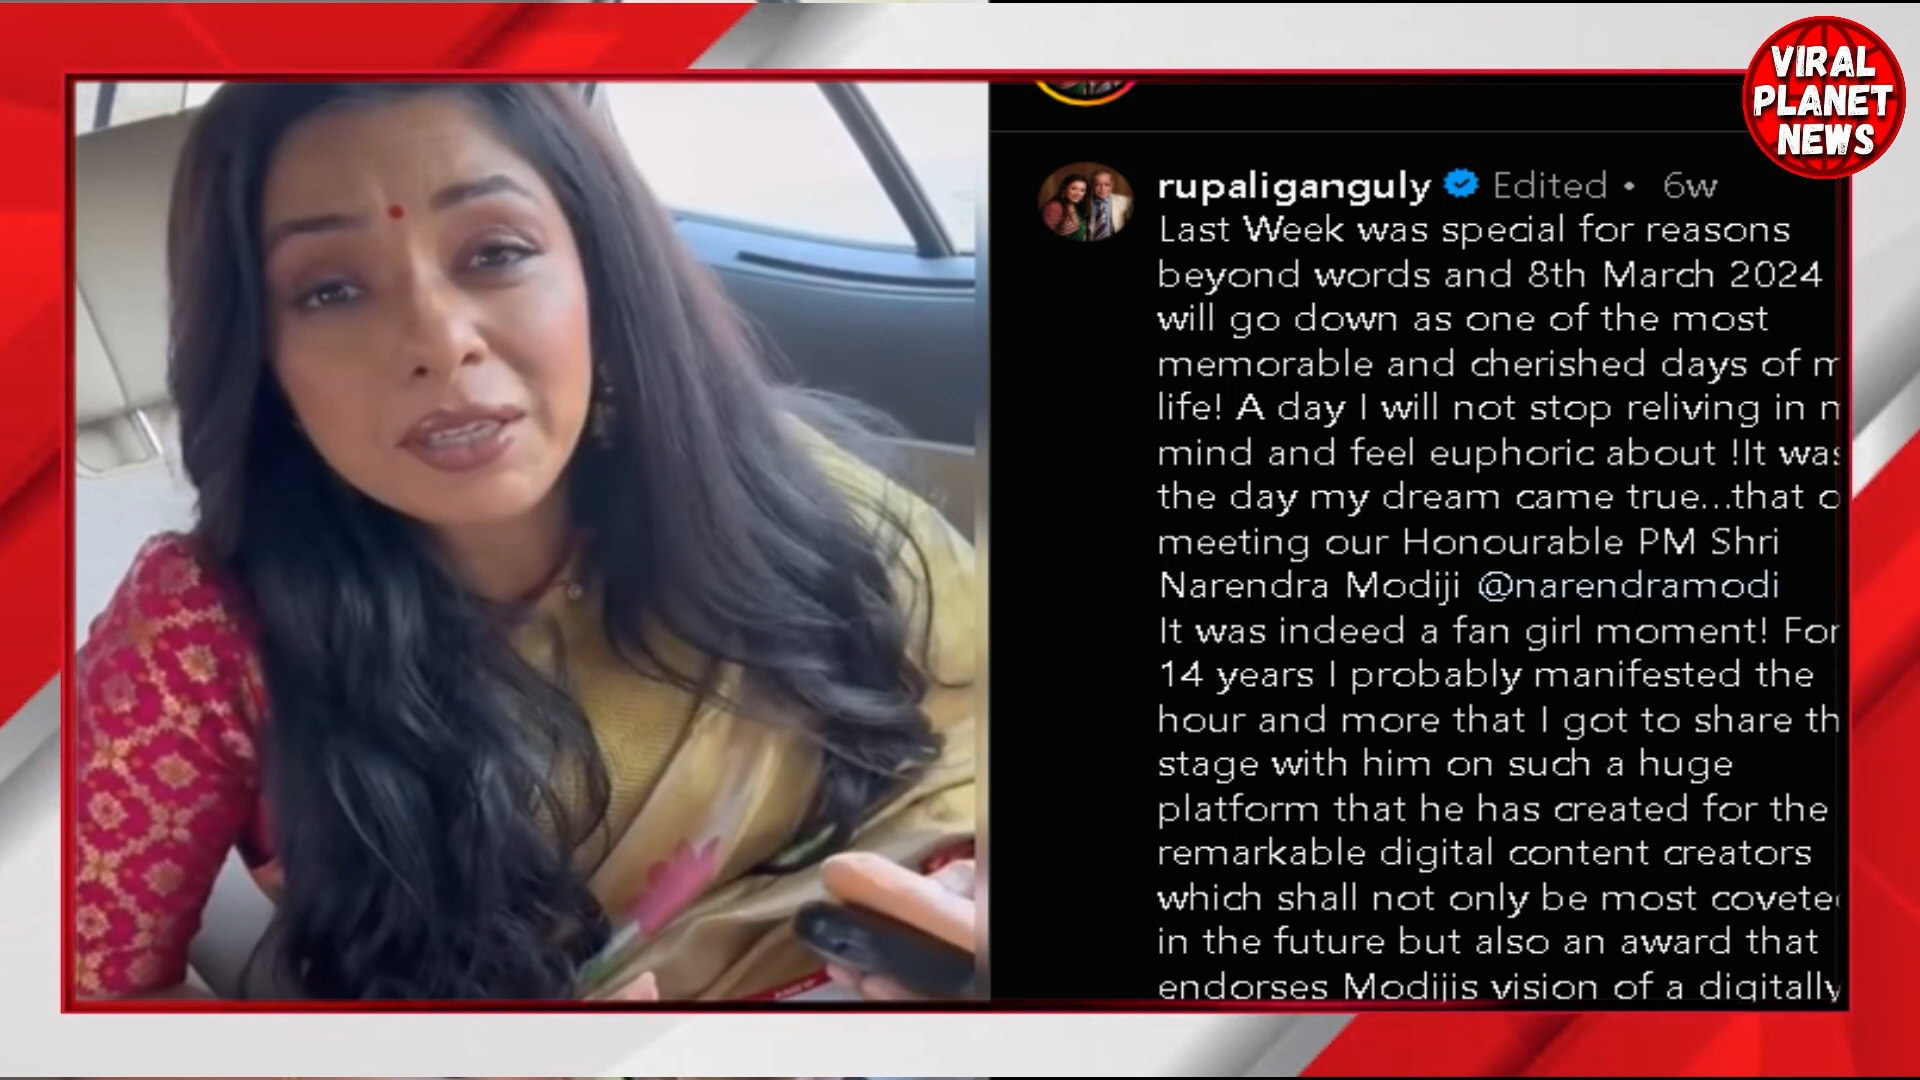 VIRAL
PLANET
NEWS
rupaliganguly Edited • 6w
Last Week was special for reasons
beyond words and 8th March 2024
will go down as one of the most
memorable and cherished days of m
life! A day I will not stop reliving in m
mind and feel euphoric about !It was
the day my dream came true...that o
meeting our Honourable PM Shri
Narendra Modiji @narendramodi
It was indeed a fan girl moment! For
14 years I probably manifested the
hour and more that I got to share th
stage with him on such a huge
platform that he has created for the
remarkable digital content creators
which shall not only be most coveted
in the future but also an award that
endorses Modijis vision of a digitally